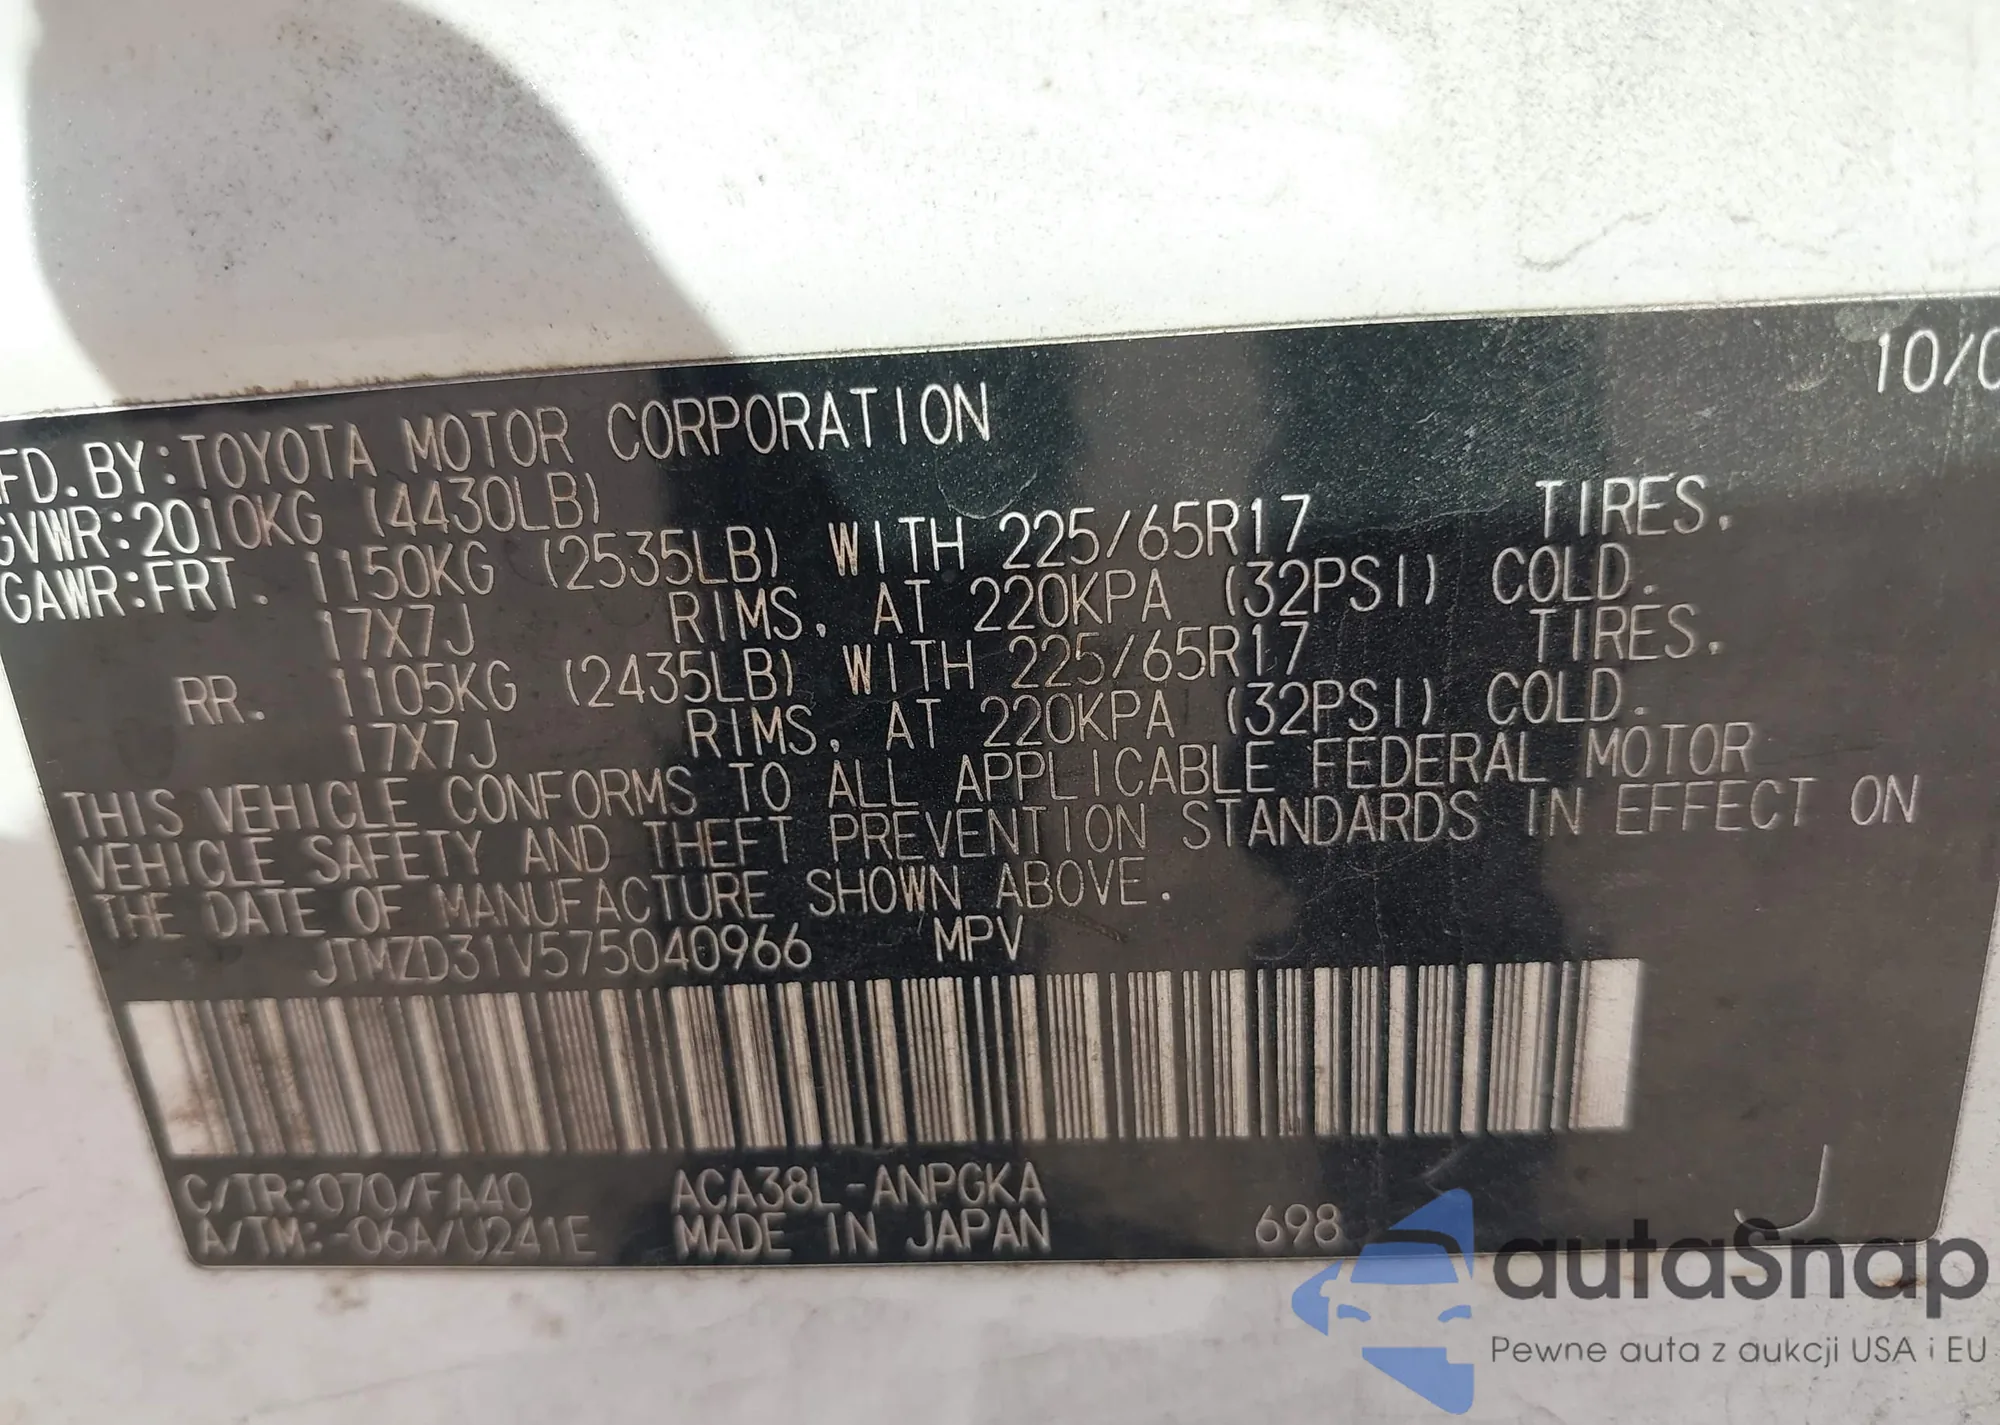 10/0
FD. BY:TOYOTA MOTOR CORPORATION
GVWR:2010KG (4430LB)
GAWR:FRT. 1150KG (2535LB) WITH 225/65R17 TIRES.
17X7J RIMS. AT 220KPA (32PSI) COLD.
RR. 1105KG (2435LB) WITH 225/65R17 TIRES.
17X7J RIMS. AT 220KPA (32PSI) COLD.
THIS VEHICLE CONFORMS TO ALL APPLICABLE FEDERAL MOTOR
VEHICLE SAFETY AND THEFT PREVENTION STANDARDS IN EFFECT ON
THE DATE OF MANUFACTURE SHOWN ABOVE.
JTMZD31V575040966 MPV
C/TR:070/FA40 ACA38L-ANPGKA
A/TM:-06A/U241E MADE IN JAPAN 698 J
autaSnap
Pewne auta z aukcji USA i EU